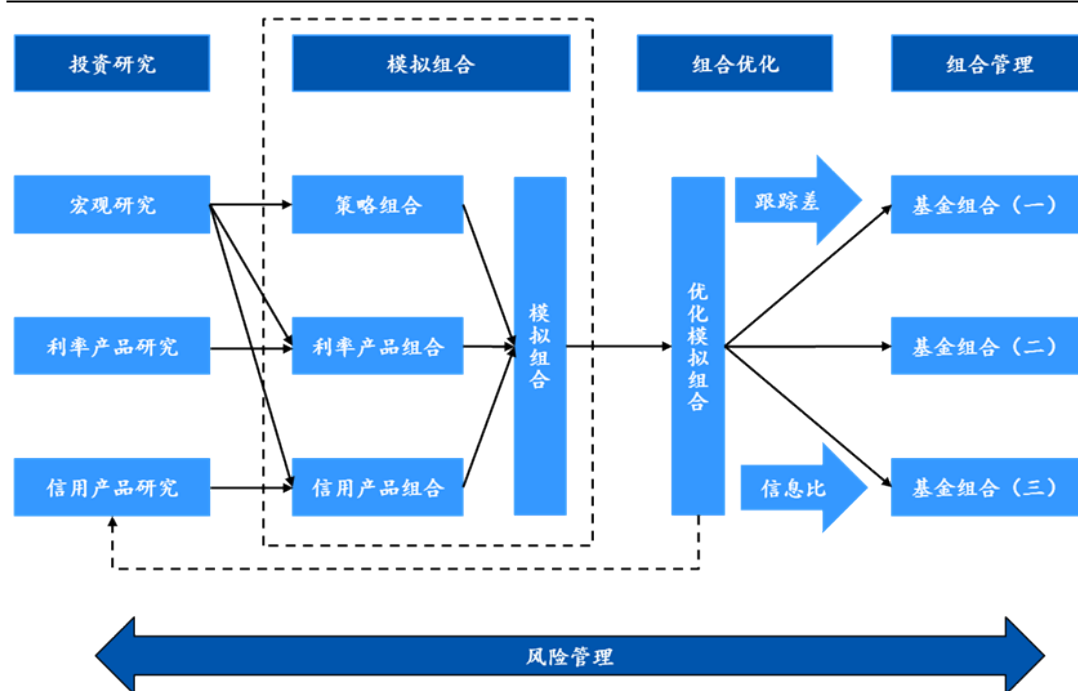 投资研究
模拟组合
组合优化
组合管理
宏观研究
策略组合
跟踪差
基金组合（一）
利率产品研究
利率产品组合
模拟组合
优化模拟组合
基金组合（二）
信用产品研究
信用产品组合
信息比
基金组合（三）
风险管理